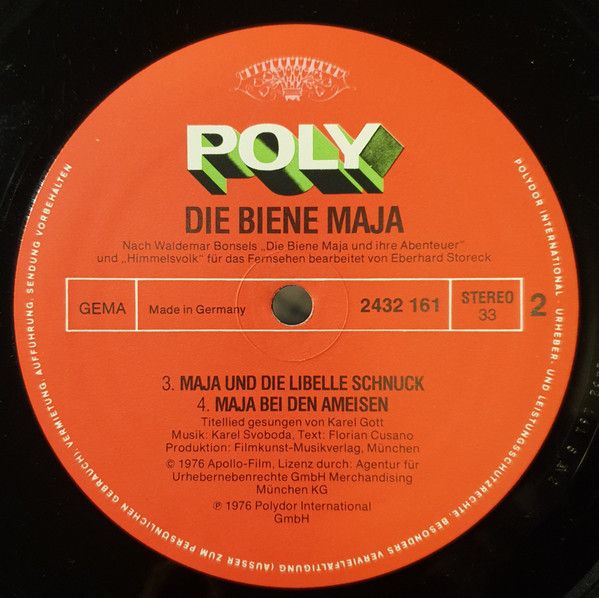 POLY
DIE BIENE MAJA
Nach Waldemar Bonsels „Die Biene Maja und ihre Abenteuer"
und „Himmelsvolk" für das Fernsehen bearbeitet von Eberhard Storeck
GEMA
Made in Germany
2432 161
STEREO
33
2
3. MAJA UND DIE LIBELLE SCHNUCK
4. MAJA BEI DEN AMEISEN
Titellied gesungen von Karel Gott
Musik: Karel Svoboda, Text: Florian Cusano
Produktion: Filmkunst-Musikverlag, München
© 1976 Apollo-Film, Lizenz durch: Agentur für
Urhebernebenrechte GmbH Merchandising
München KG
℗ 1976 Polydor International
GmbH
POLYDOR INTERNATIONAL · URHEBER- UND LEISTUNGSSCHUTZRECHTE, BESONDERS VERVIELFÄLTIGUNG (AUSSER ZUM PERSÖNLICHEN GEBRAUCH), VERMIETUNG, AUFFÜHRUNG, SENDUNG VORBEHALTEN